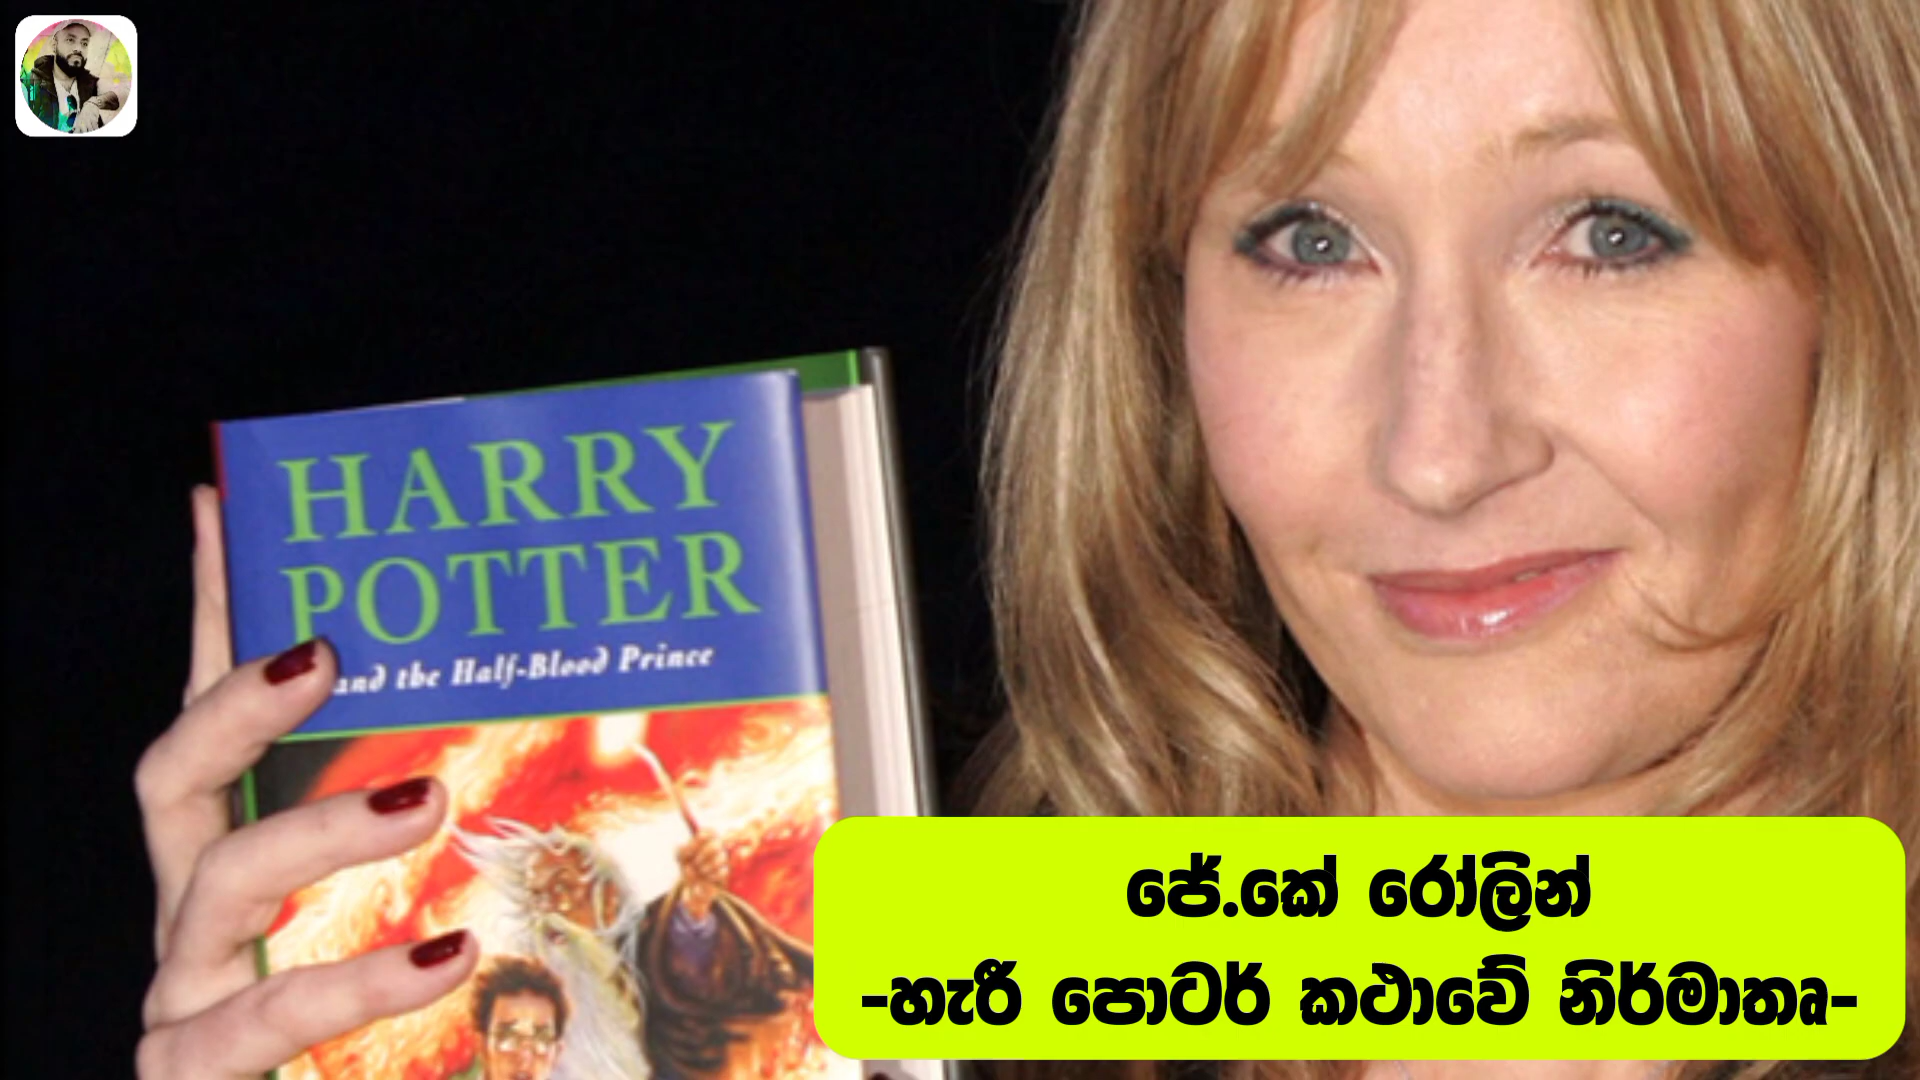 HARRY
POTTER
and the Half-Blood Prince
ජේ.කේ රෝලින්
-හැරී පොටර් කථාවේ නිර්මාතෘ-